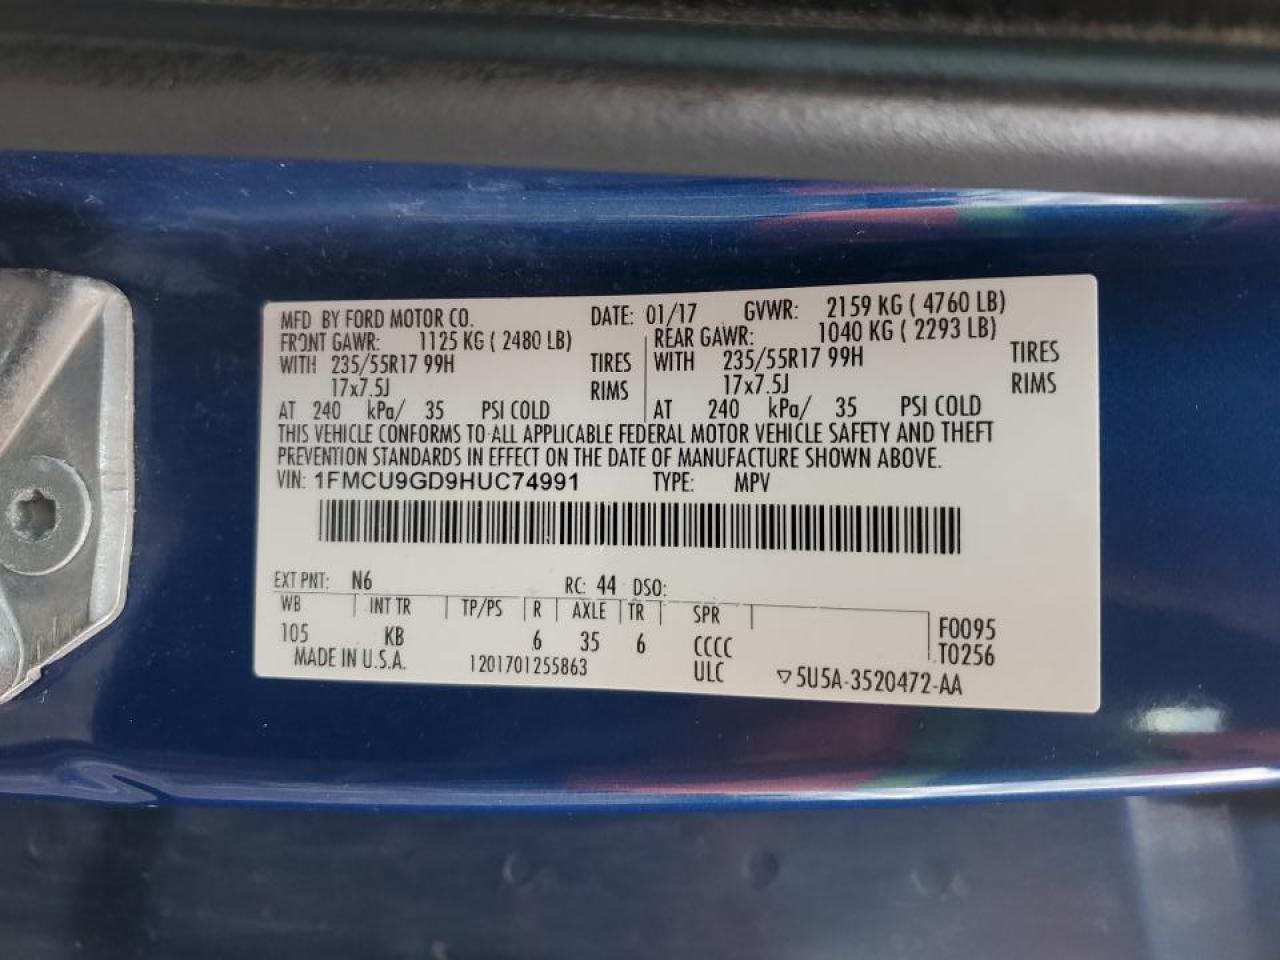 MFD BY FORD MOTOR CO. DATE: 01/17 GVWR: 2159 KG ( 4760 LB)
FRONT GAWR: 1125 KG ( 2480 LB) REAR GAWR: 1040 KG ( 2293 LB)
WITH 235/55R17 99H TIRES WITH 235/55R17 99H TIRES
17x7.5J RIMS 17x7.5J RIMS
AT 240 kPa/ 35 PSI COLD AT 240 kPa/ 35 PSI COLD
THIS VEHICLE CONFORMS TO ALL APPLICABLE FEDERAL MOTOR VEHICLE SAFETY AND THEFT
PREVENTION STANDARDS IN EFFECT ON THE DATE OF MANUFACTURE SHOWN ABOVE.
VIN: 1FMCU9GD9HUC74991 TYPE: MPV
EXT PNT: N6 RC: 44 DSO:
WB INT TR TP/PS R AXLE TR SPR
105 KB 6 35 6 CCCC F0095
MADE IN U.S.A. 1201701255863 ULC T0256
▽5U5A-3520472-AA